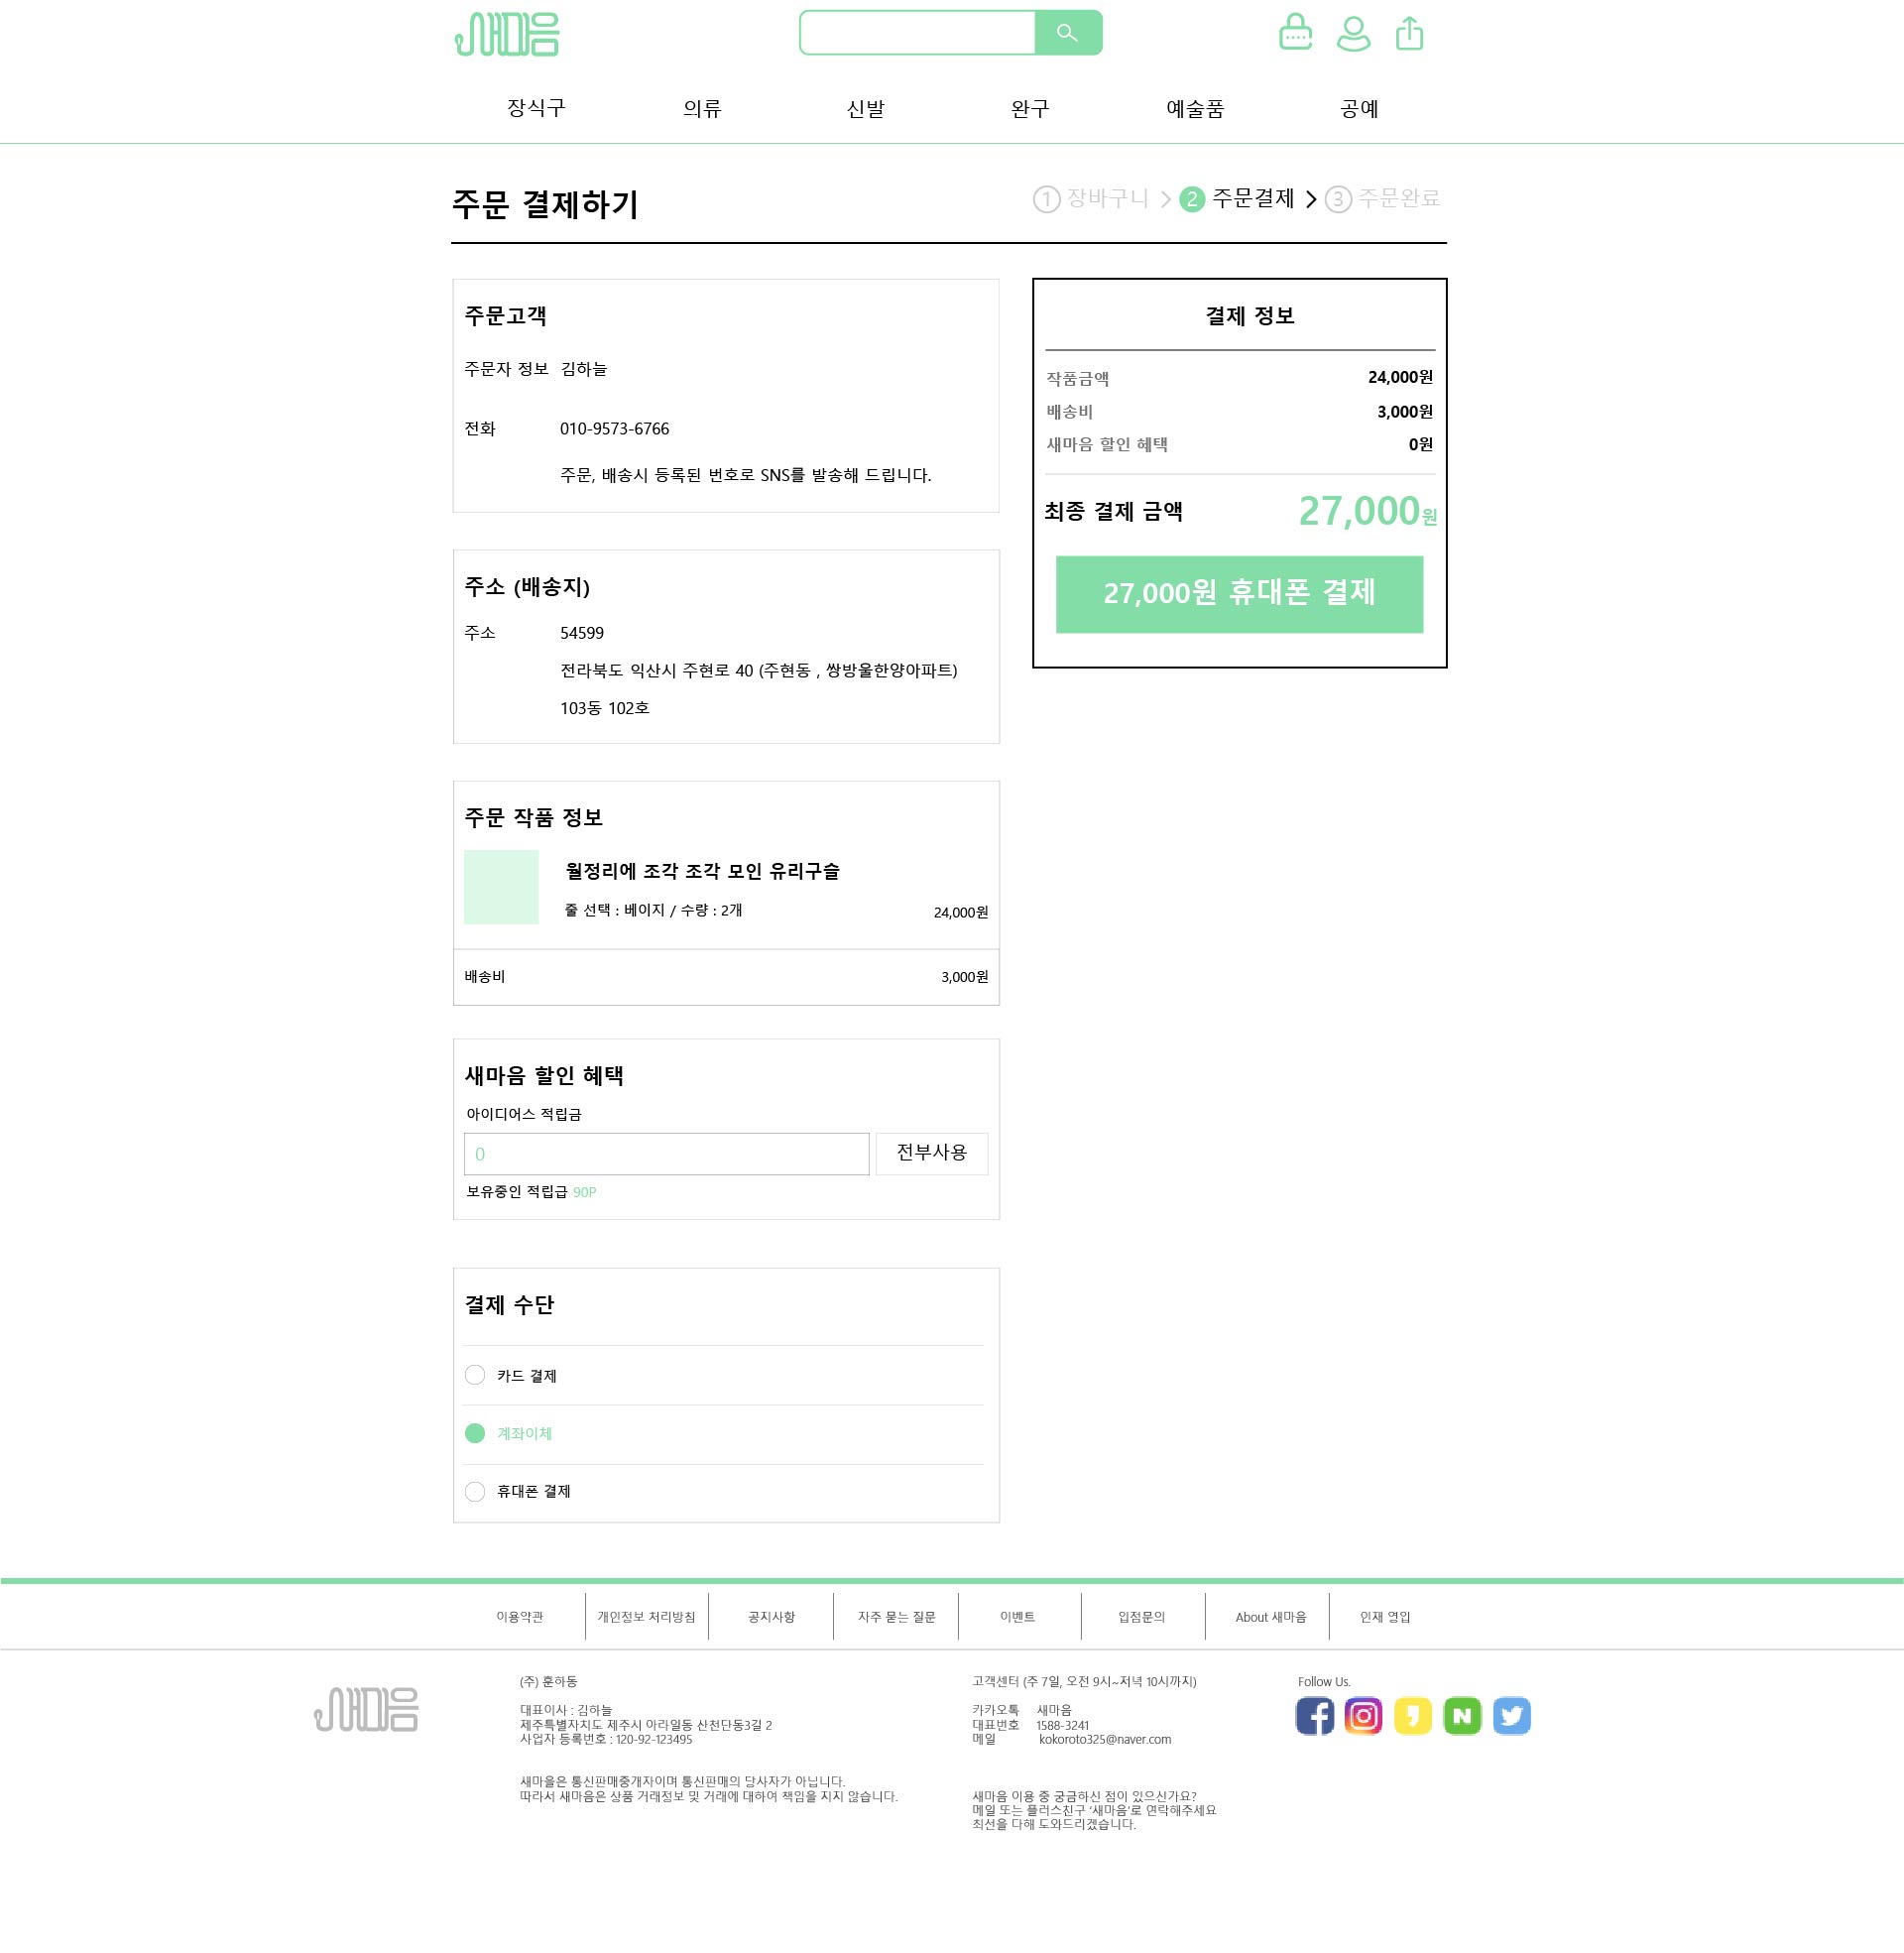 새마음
장식구 의류 신발 완구 예술품 공예
주문 결제하기
1 장바구니 > 2 주문결제 > 3 주문완료
주문고객
주문자 정보 김하늘
전화 010-9573-6766
주문, 배송시 등록된 번호로 SNS를 발송해 드립니다.
결제 정보
작품금액 24,000원
배송비 3,000원
새마음 할인 혜택 0원
최종 결제 금액 27,000원
27,000원 휴대폰 결제
주소 (배송지)
주소 54599
전라북도 익산시 주현로 40 (주현동 , 쌍방울한양아파트)
103동 102호
주문 작품 정보
월정리에 조각 조각 모인 유리구슬
줄 선택 : 베이지 / 수량 : 2개 24,000원
배송비 3,000원
새마음 할인 혜택
아이디어스 적립금
0 전부사용
보유중인 적립급 90P
결제 수단
카드 결제
계좌이체
휴대폰 결제
이용약관 개인정보 처리방침 공지사항 자주 묻는 질문 이벤트 입점문의 About 새마음 인재 영입
새마음
(주) 훈하동
대표이사 : 김하늘
제주특별자치도 제주시 아라일동 산천단동3길 2
사업자 등록번호 : 120-92-123495
새마을은 통신판매중개자이며 통신판매의 당사자가 아닙니다.
따라서 새마음은 상품 거래정보 및 거래에 대하여 책임을 지지 않습니다.
고객센터 (주 7일, 오전 9시~저녁 10시까지)
카카오톡 새마음
대표번호 1588-3241
메일 kokoroto325@naver.com
새마음 이용 중 궁금하신 점이 있으신가요?
메일 또는 플러스친구 '새마음'로 연락해주세요
최선을 다해 도와드리겠습니다.
Follow Us.